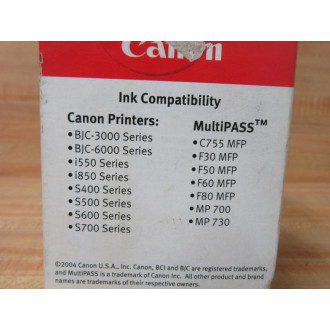 Canon
Ink Compatibility
Canon Printers:
• BJC-3000 Series
• BJC-6000 Series
• i550 Series
• i850 Series
• S400 Series
• S500 Series
• S600 Series
• S700 Series
MultiPASS™
• C755 MFP
• F30 MFP
• F50 MFP
• F60 MFP
• F80 MFP
• MP 700
• MP 730
©2004 Canon U.S.A., Inc. Canon, BCI and BJC are registered trademarks,
and MultiPASS is a trademark of Canon Inc. All other product and brand
names are trademarks of their respective owners.